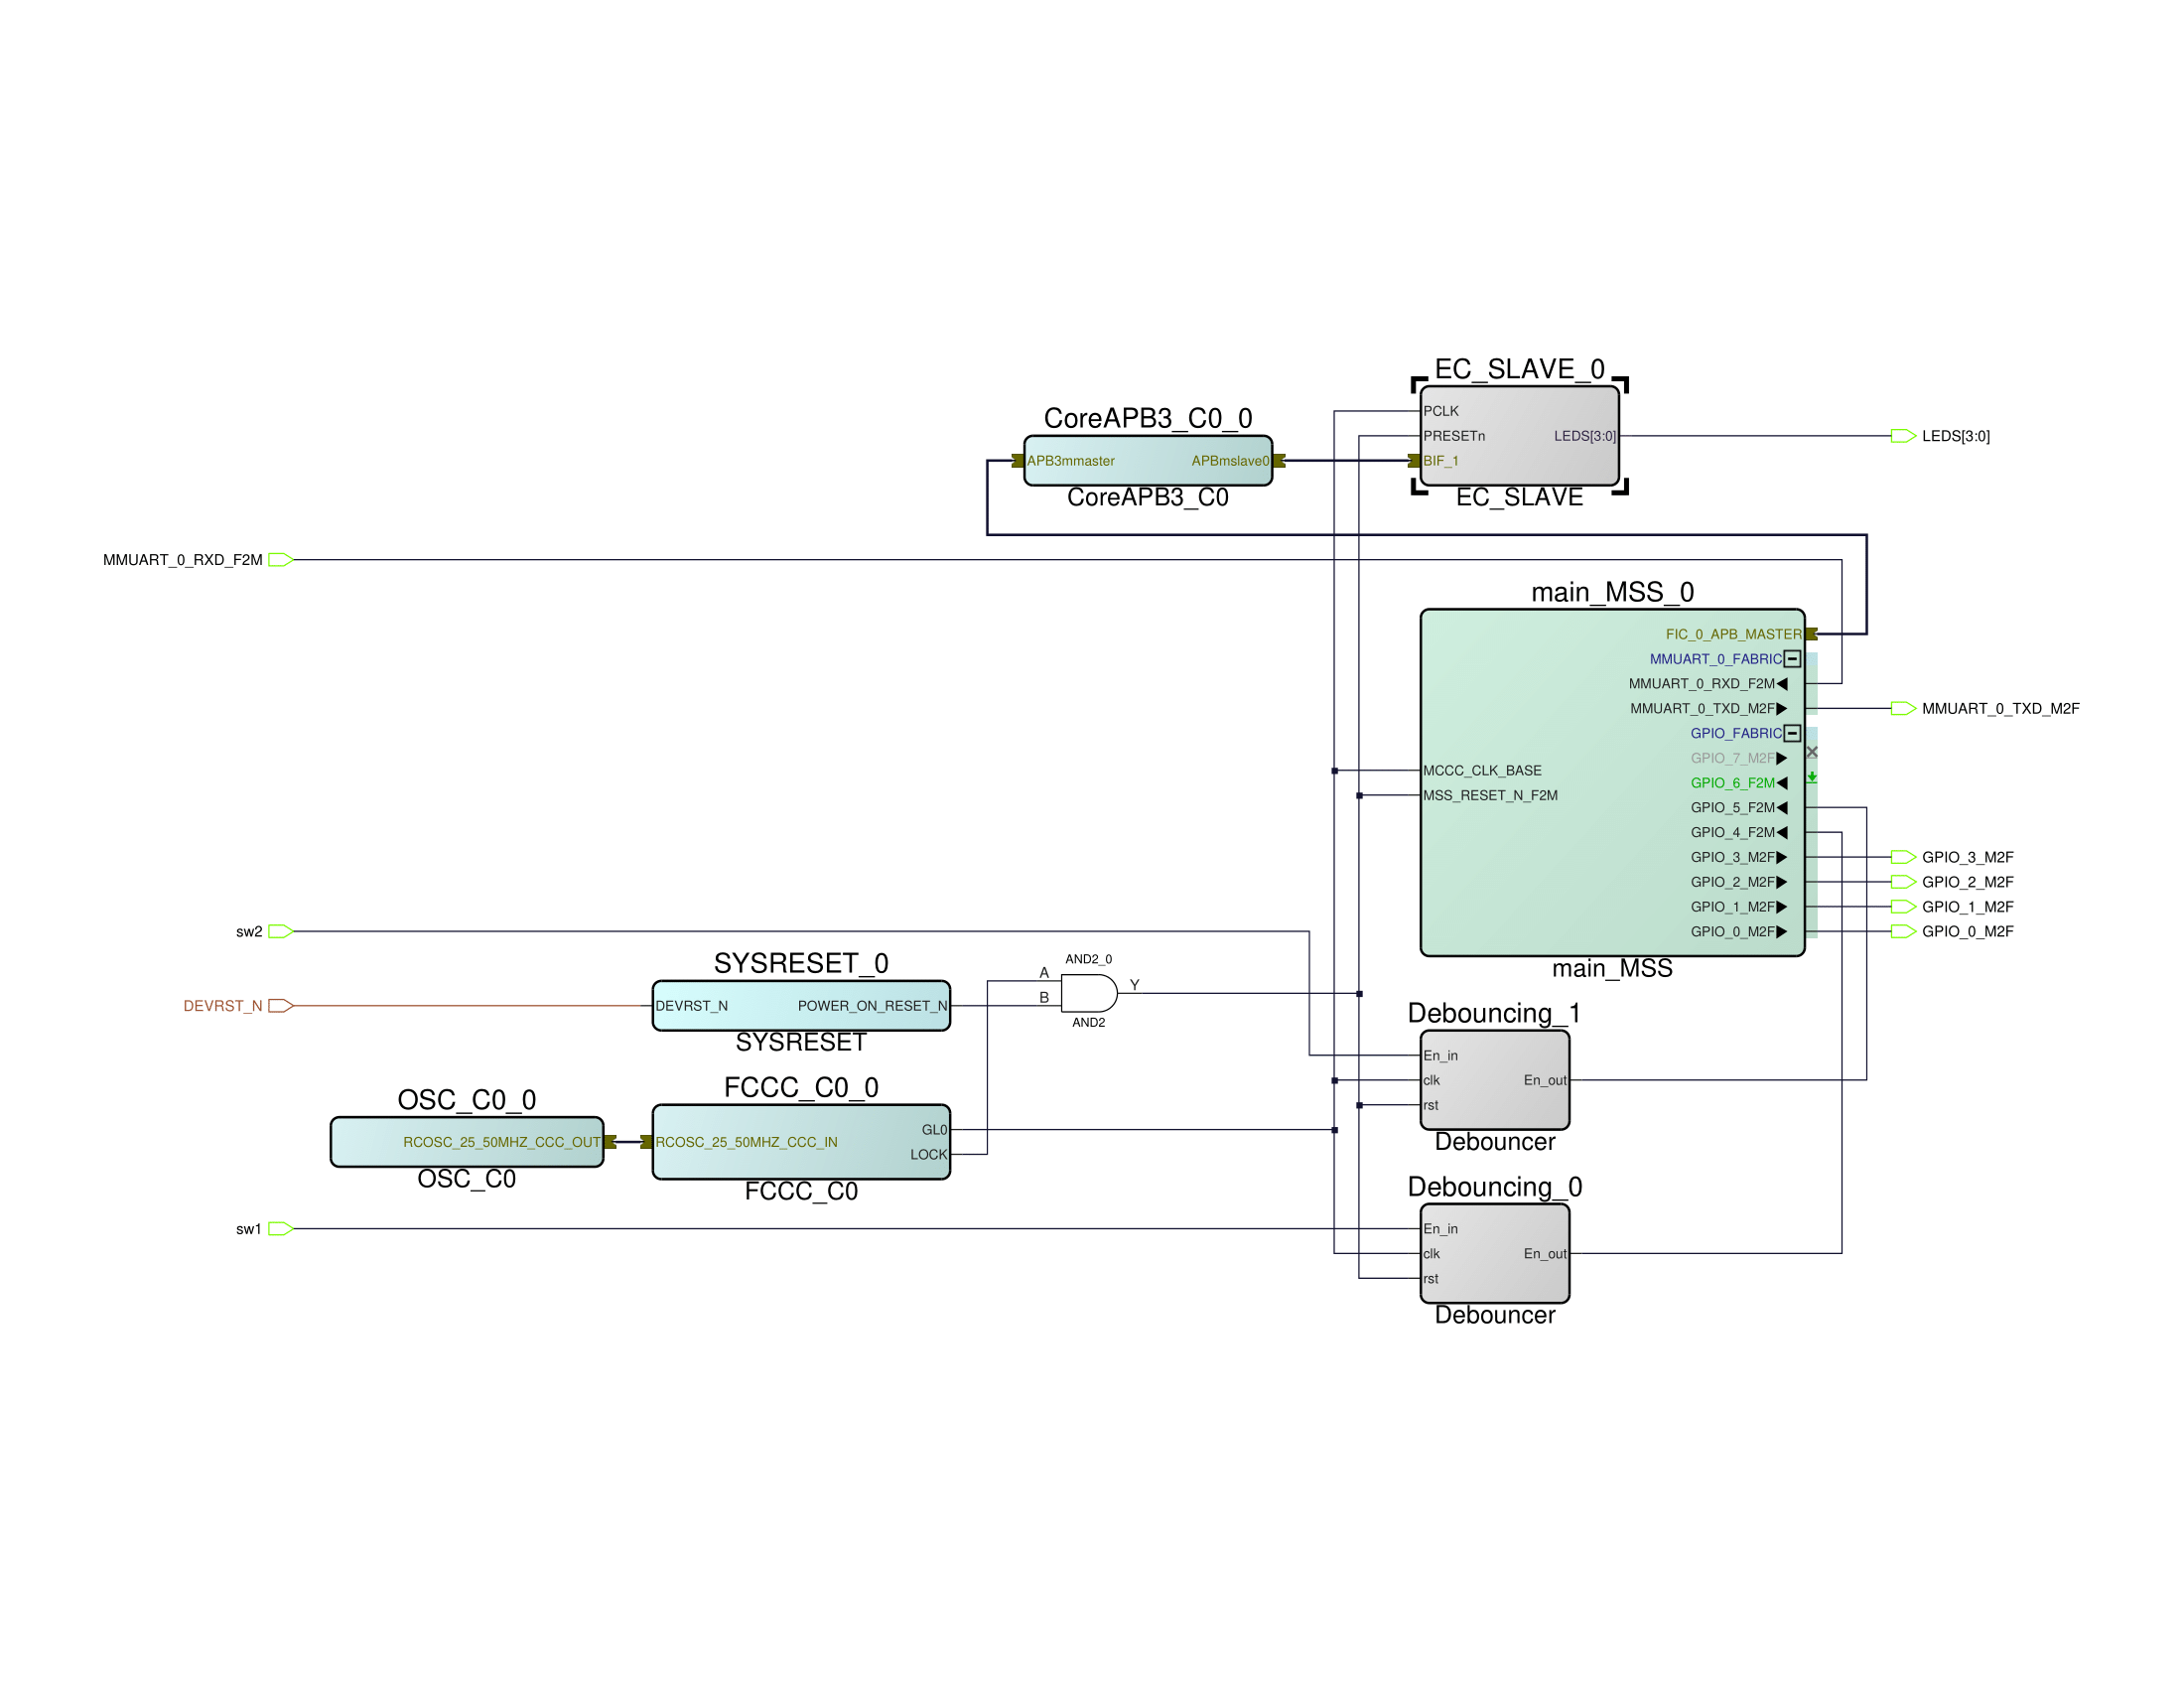 EC_SLAVE_0
PCLK
PRESETn
LEDS[3:0]
BIF_1
EC_SLAVE
LEDS[3:0]
CoreAPB3_C0_0
APB3mmaster
APBmslave0
CoreAPB3_C0
MMUART_0_RXD_F2M
main_MSS_0
FIC_0_APB_MASTER
MMUART_0_FABRIC
MMUART_0_RXD_F2M
MMUART_0_TXD_M2F
MMUART_0_TXD_M2F
GPIO_FABRIC
GPIO_7_M2F
MCCC_CLK_BASE
GPIO_6_F2M
MSS_RESET_N_F2M
GPIO_5_F2M
GPIO_4_F2M
GPIO_3_M2F
GPIO_3_M2F
GPIO_2_M2F
GPIO_2_M2F
GPIO_1_M2F
GPIO_1_M2F
GPIO_0_M2F
GPIO_0_M2F
main_MSS
sw2
SYSRESET_0
DEVRST_N
DEVRST_N
POWER_ON_RESET_N
SYSRESET
AND2_0
A
B
Y
AND2
Debouncing_1
En_in
clk
En_out
rst
Debouncer
OSC_C0_0
RCOSC_25_50MHZ_CCC_OUT
OSC_C0
FCCC_C0_0
GL0
RCOSC_25_50MHZ_CCC_IN
LOCK
FCCC_C0
sw1
Debouncing_0
En_in
clk
En_out
rst
Debouncer